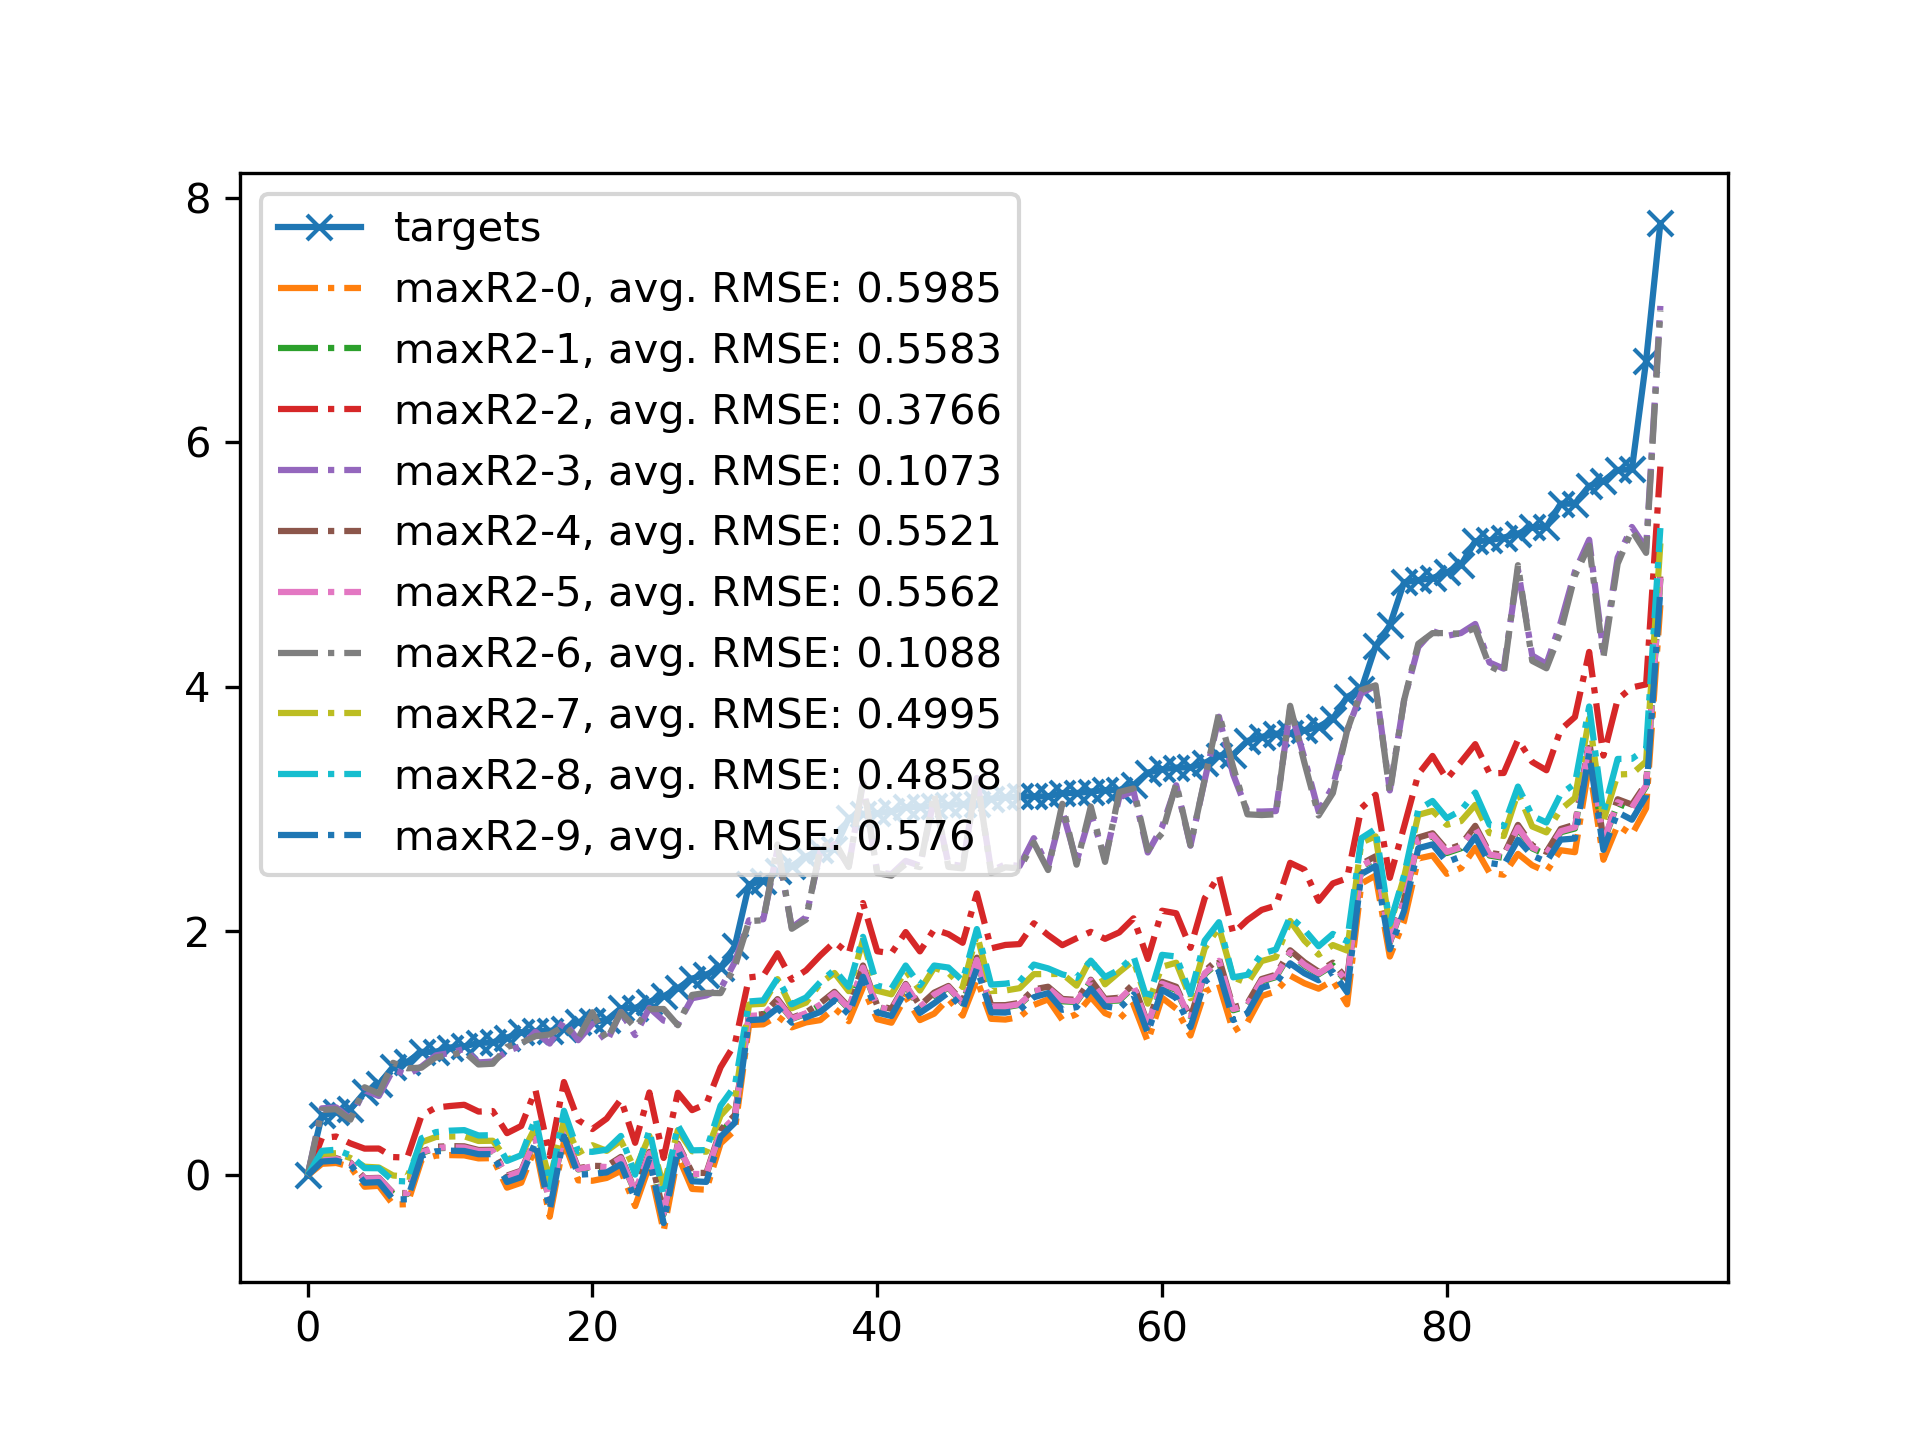 8
6
4
2
0
targets
maxR2-0, avg. RMSE: 0.5985
maxR2-1, avg. RMSE: 0.5583
maxR2-2, avg. RMSE: 0.3766
maxR2-3, avg. RMSE: 0.1073
maxR2-4, avg. RMSE: 0.5521
maxR2-5, avg. RMSE: 0.5562
maxR2-6, avg. RMSE: 0.1088
maxR2-7, avg. RMSE: 0.4995
maxR2-8, avg. RMSE: 0.4858
maxR2-9, avg. RMSE: 0.576
0 20 40 60 80